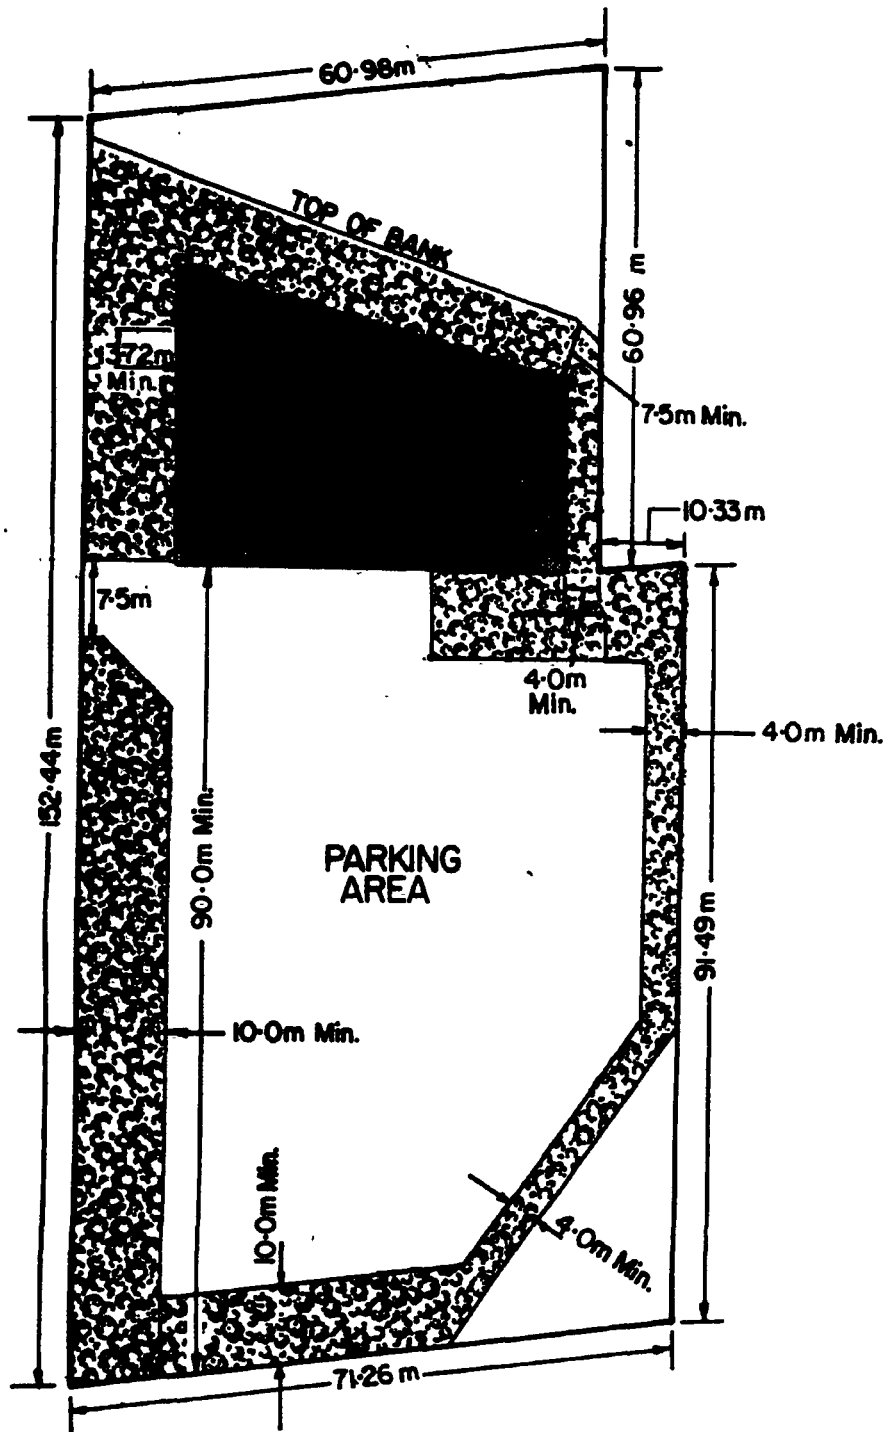 60·98m
TOP OF BANK
60·96 m
13·72m
Min.
7·5m Min.
10·33m
7·5m
4·0m
Min.
4·0m Min.
152·44m
90·0m Min.
PARKING
AREA
91·49m
10·0m Min.
10·0m Min.
4·0m Min.
71·26 m